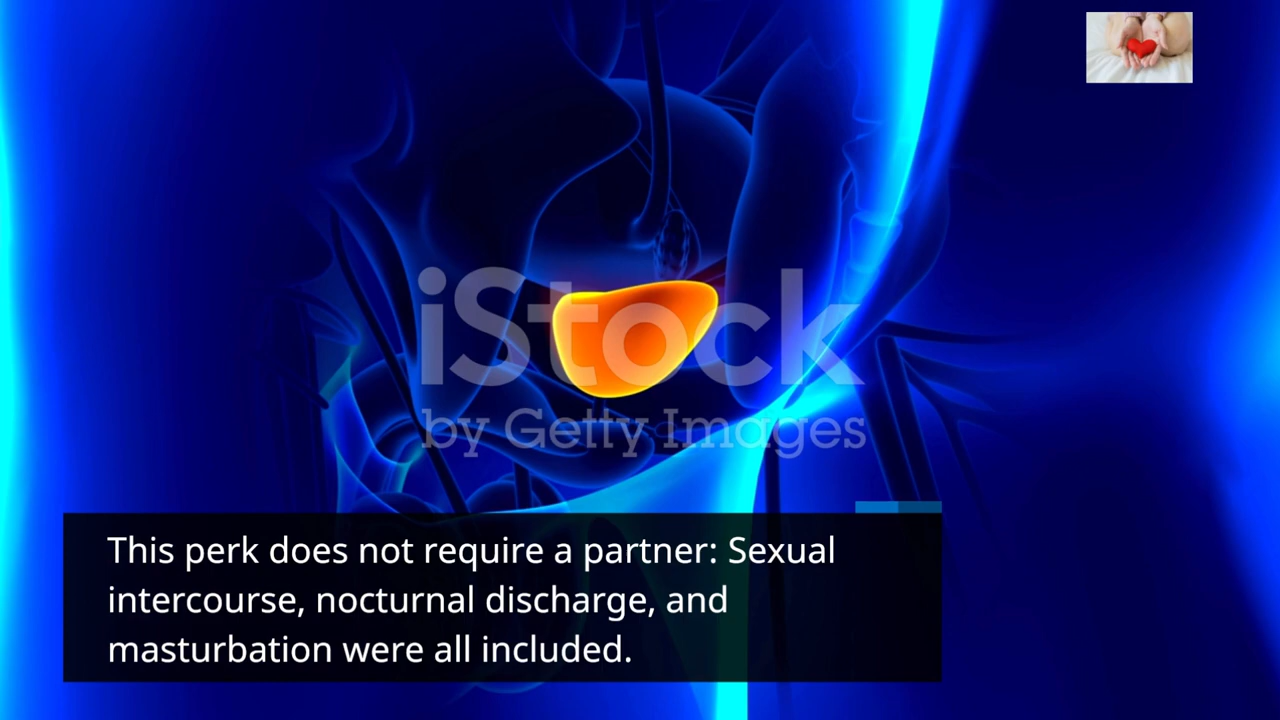 iStock
by Getty Images
This perk does not require a partner: Sexual
intercourse, nocturnal discharge, and
masturbation were all included.